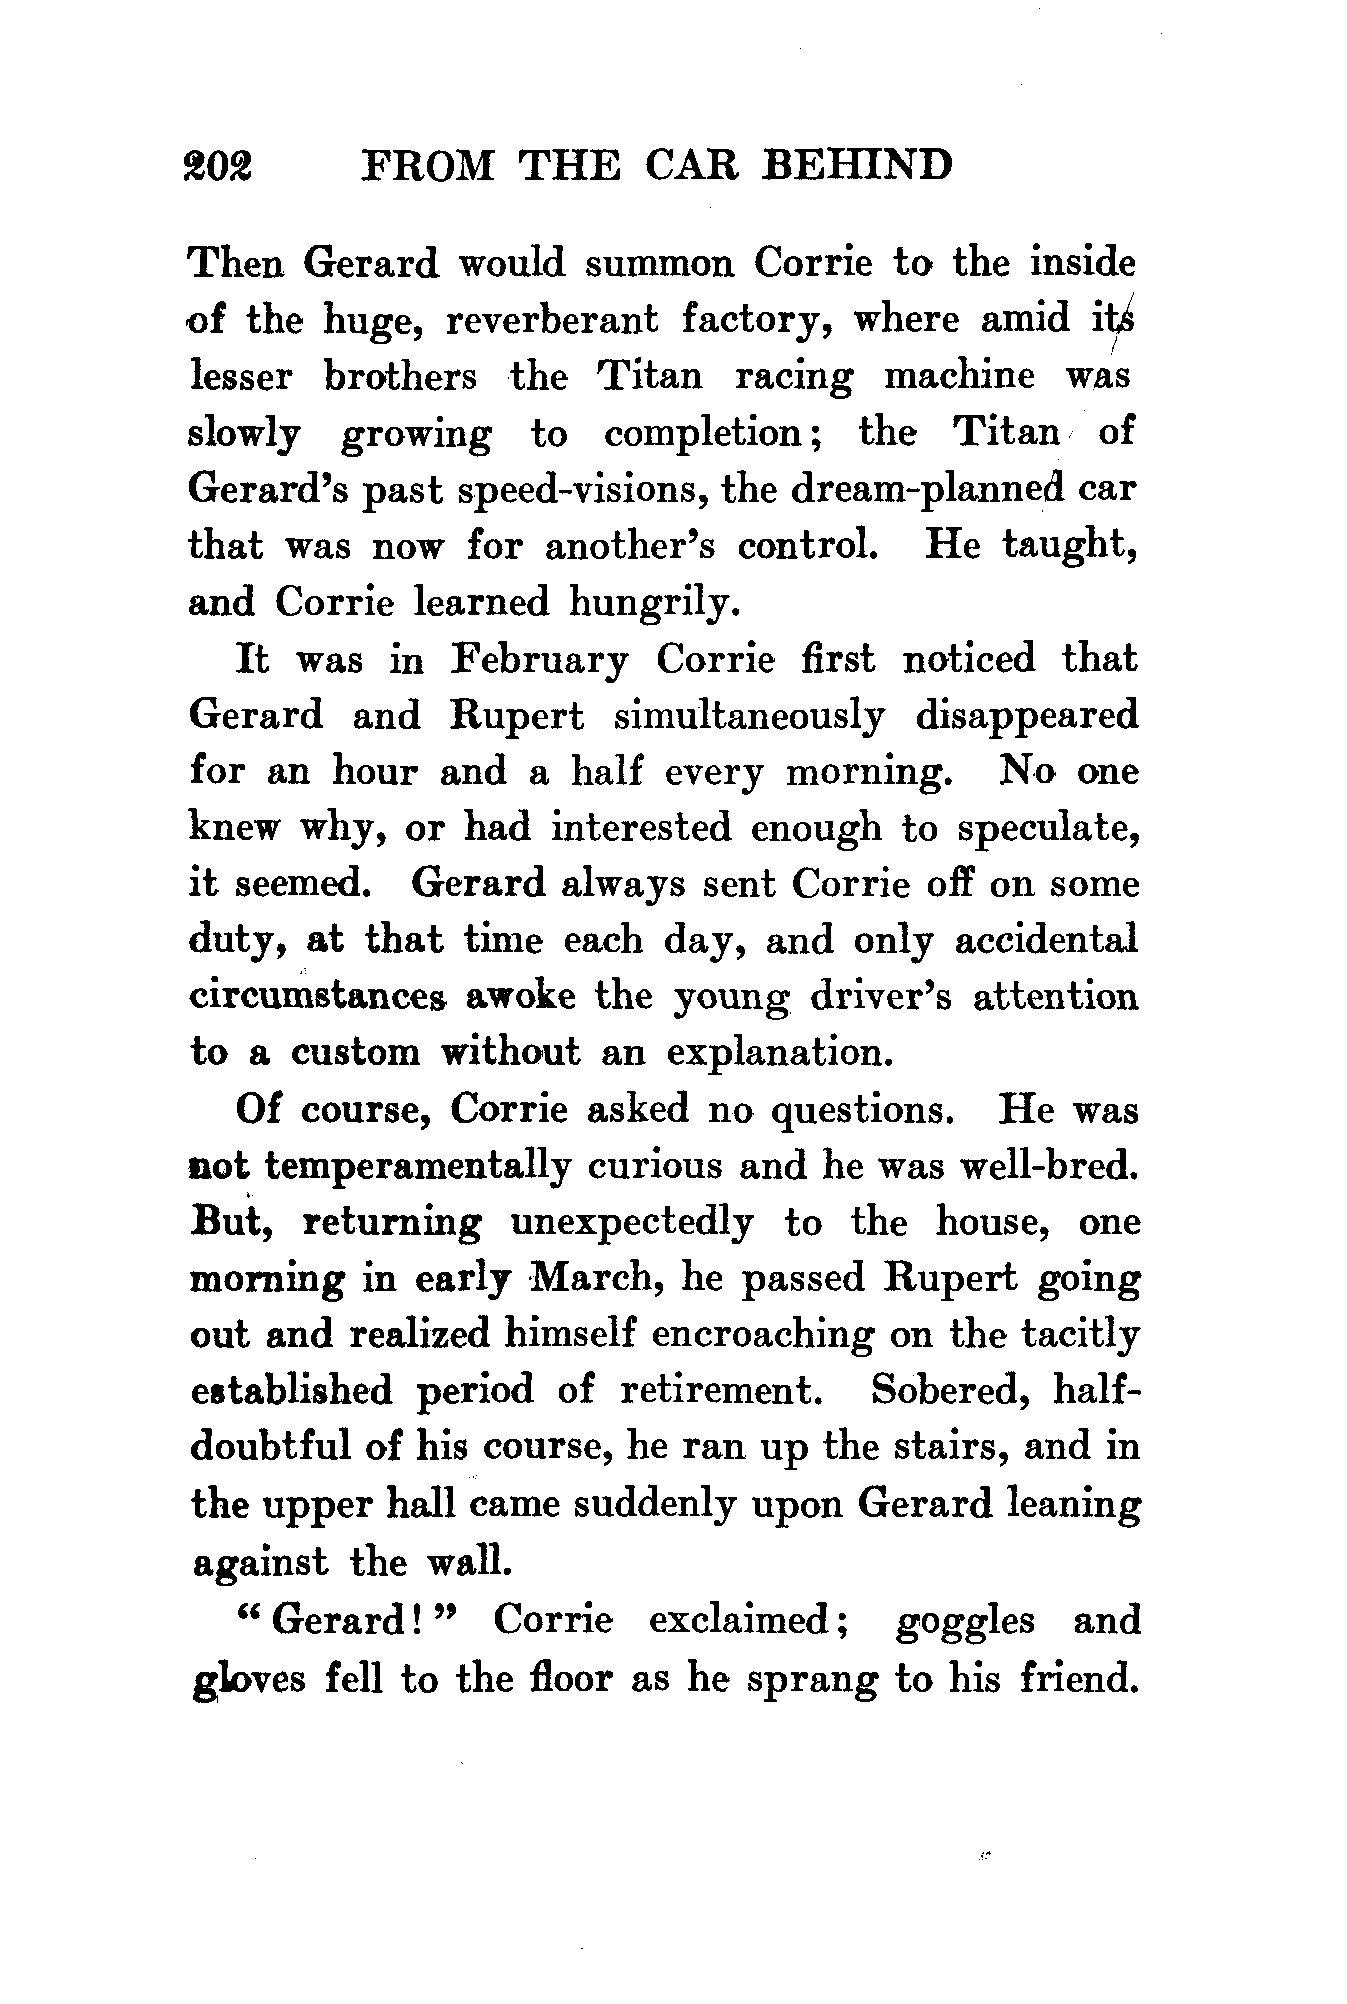 202 FROM THE CAR BEHIND
Then Gerard would summon Corrie to the inside
of the huge, reverberant factory, where amid its
lesser brothers the Titan racing machine was
slowly growing to completion; the Titan of
Gerard's past speed-visions, the dream-planned car
that was now for another's control. He taught,
and Corrie learned hungrily.
It was in February Corrie first noticed that
Gerard and Rupert simultaneously disappeared
for an hour and a half every morning. No one
knew why, or had interested enough to speculate,
it seemed. Gerard always sent Corrie off on some
duty, at that time each day, and only accidental
circumstances awoke the young driver's attention
to a custom without an explanation.
Of course, Corrie asked no questions. He was
not temperamentally curious and he was well-bred.
But, returning unexpectedly to the house, one
morning in early March, he passed Rupert going
out and realized himself encroaching on the tacitly
established period of retirement. Sobered, half-
doubtful of his course, he ran up the stairs, and in
the upper hall came suddenly upon Gerard leaning
against the wall.
"Gerard!" Corrie exclaimed; goggles and
gloves fell to the floor as he sprang to his friend.